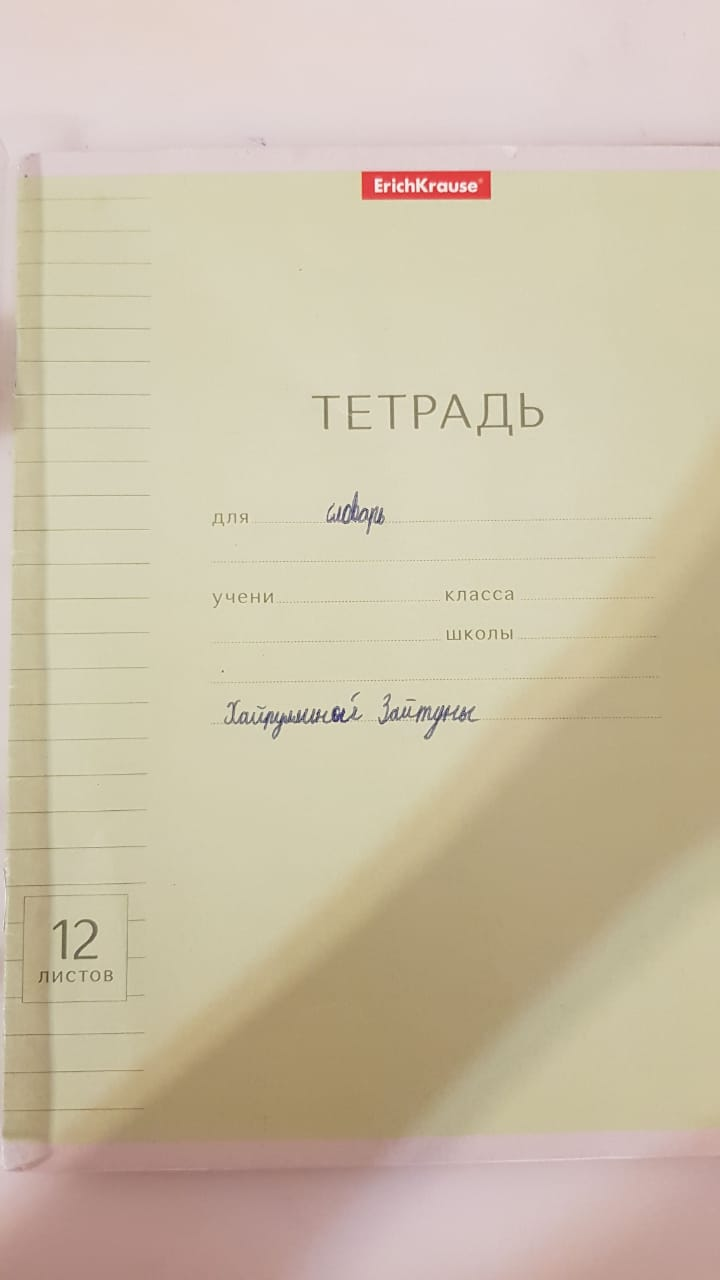 ErichKrause®
ТЕТРАДЬ
для словарь
учени класса
школы
Хайруллиной Зайтуны
12
ЛИСТОВ